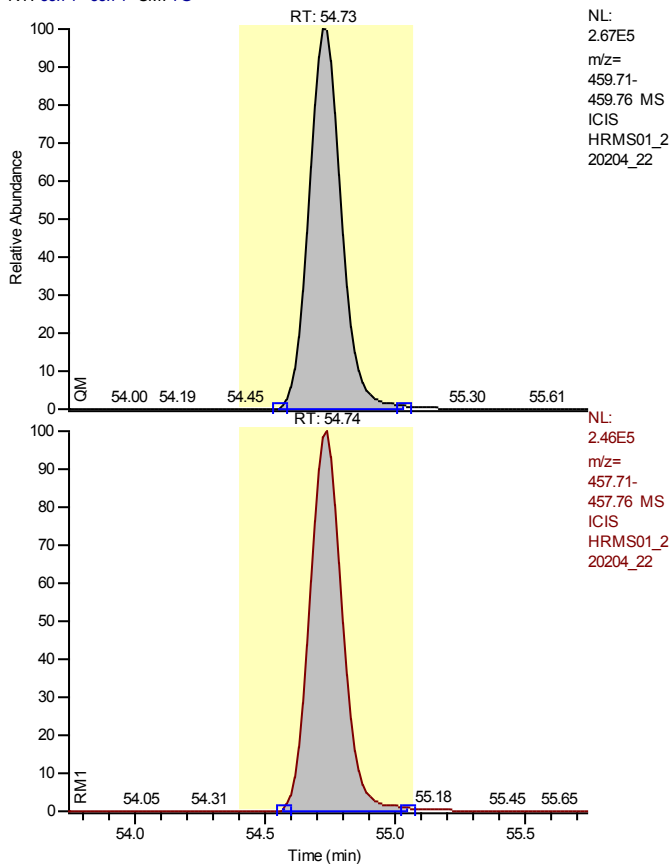 RT: 54.73
NL:
2.67E5
m/z=
459.71-
459.76 MS
ICIS
HRMS01_2
20204_22
100
90
80
70
60
50
40
30
20
10
0
Relative Abundance
QM
54.00 54.19 54.45 55.30 55.61
RT: 54.74
NL:
2.46E5
m/z=
457.71-
457.76 MS
ICIS
HRMS01_2
20204_22
100
90
80
70
60
50
40
30
20
10
0
RM1
54.05 54.31 55.18 55.45 55.65
54.0 54.5 55.0 55.5
Time (min)